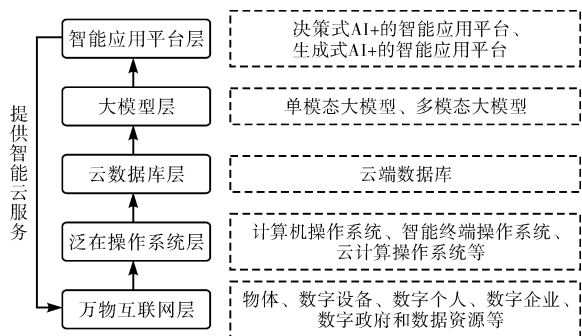 智能应用平台层
决策式AI+的智能应用平台、
生成式AI+的智能应用平台
大模型层
单模态大模型、多模态大模型
提供智能云服务
云数据库层
云端数据库
泛在操作系统层
计算机操作系统、智能终端操作系统、
云计算操作系统等
万物互联网层
物体、数字设备、数字个人、数字企业、
数字政府和数据资源等